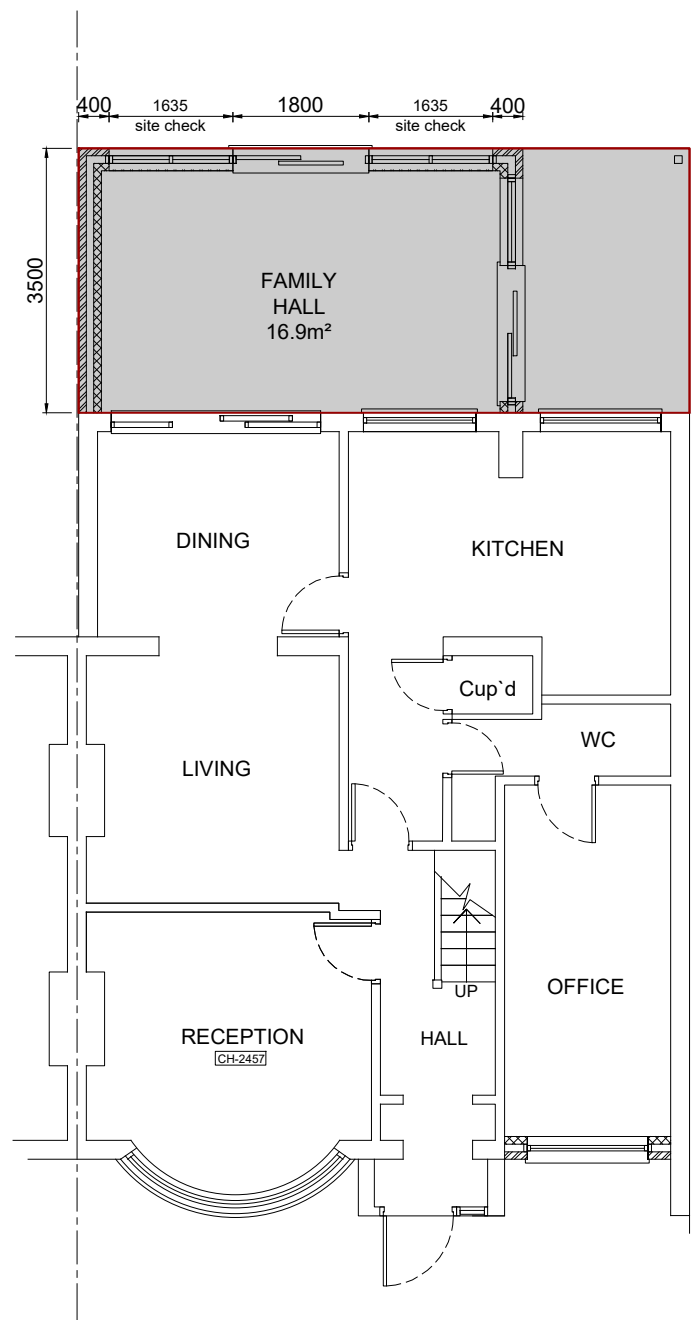 400 1635 1800 1635 400
site check site check
3500
FAMILY
HALL
16.9m²
DINING
KITCHEN
Cup`d
WC
LIVING
UP
OFFICE
RECEPTION
CH-2457
HALL